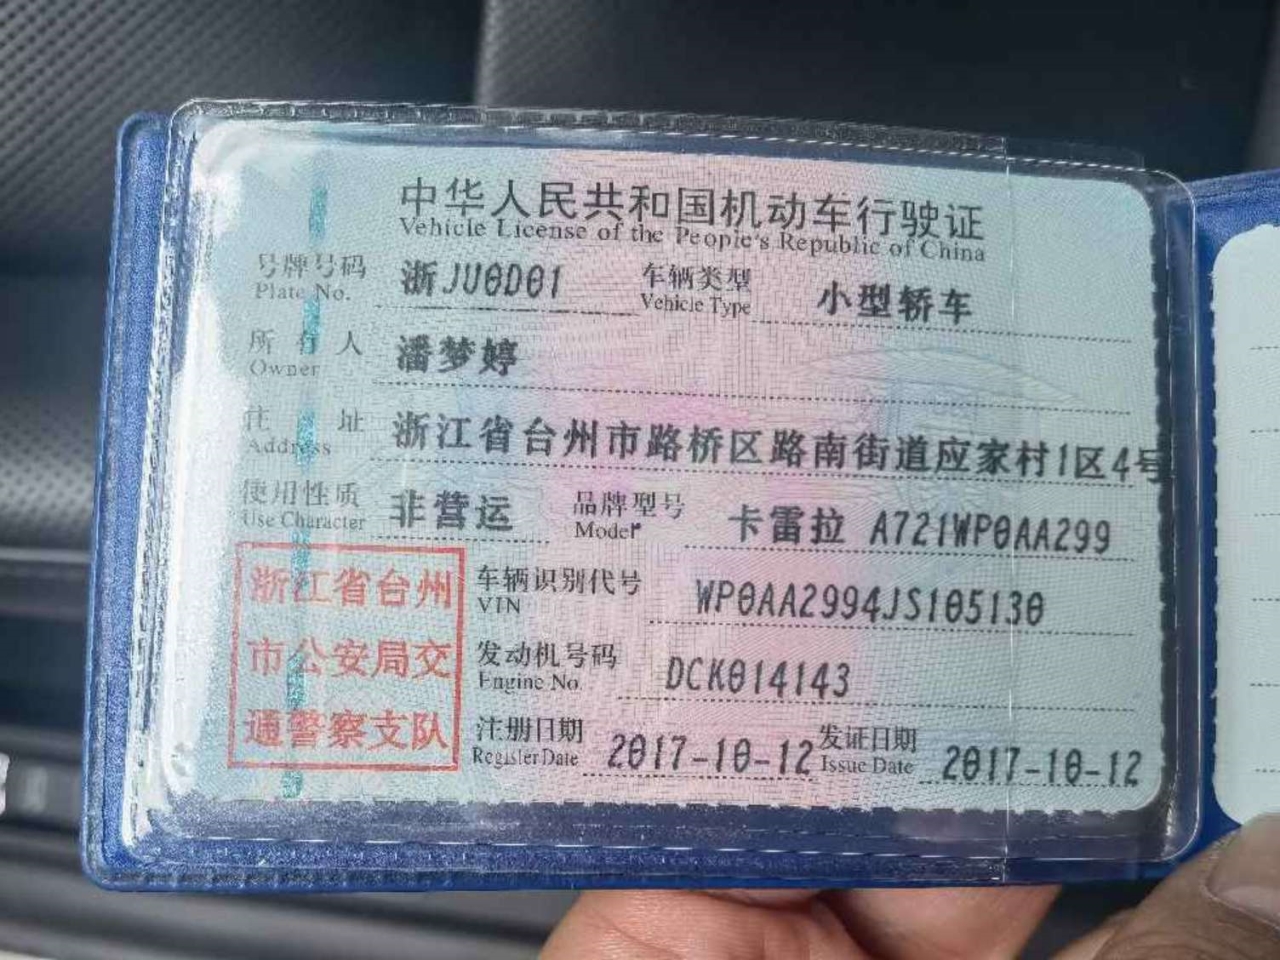 中华人民共和国机动车行驶证
Vehicle License of the People's Republic of China
号牌号码 浙JU0D01 车辆类型 小型轿车
Plate No. Vehicle Type
所有人 潘梦婷
Owner
住址 浙江省台州市路桥区路南街道应家村1区4号
Address
使用性质 非营运 品牌型号 卡雷拉 A721WP0AA299
Use Character Model
浙江省台州
市公安局交
通警察支队
车辆识别代号 WP0AA2994JS105130
VIN
发动机号码 DCK014143
Engine No.
注册日期 2017-10-12 发证日期 2017-10-12
Register Date Issue Date